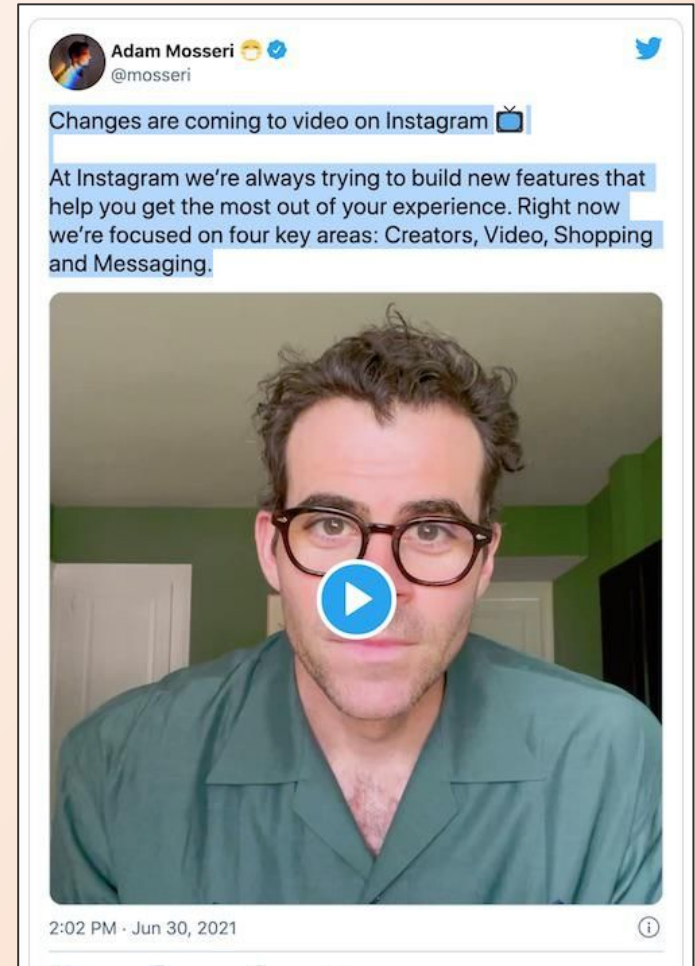 Adam Mosseri 😷
@mosseri
Changes are coming to video on Instagram 📺
At Instagram we're always trying to build new features that
help you get the most out of your experience. Right now
we're focused on four key areas: Creators, Video, Shopping
and Messaging.
2:02 PM · Jun 30, 2021